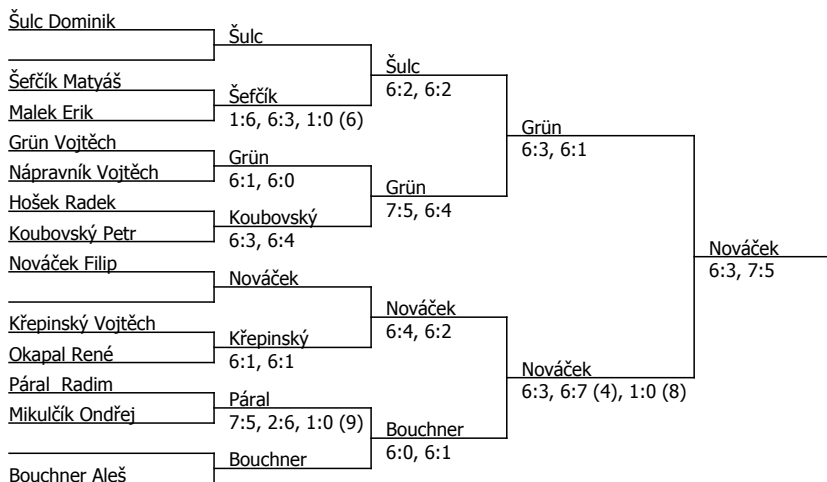 Šulc Dominik
Šulc
Šulc
6:2, 6:2
Šefčík Matyáš
Šefčík
Malek Erik
1:6, 6:3, 1:0 (6)
Grün
6:3, 6:1
Grün Vojtěch
Grün
Nápravník Vojtěch
6:1, 6:0
Grün
7:5, 6:4
Hošek Radek
Koubovský
Koubovský Petr
6:3, 6:4
Nováček
6:3, 7:5
Nováček Filip
Nováček
Nováček
6:4, 6:2
Křepinský Vojtěch
Křepinský
Okapal René
6:1, 6:1
Nováček
6:3, 6:7 (4), 1:0 (8)
Páral  Radim
Páral
Mikulčík Ondřej
7:5, 2:6, 1:0 (9)
Bouchner
6:0, 6:1
Bouchner
Bouchner Aleš